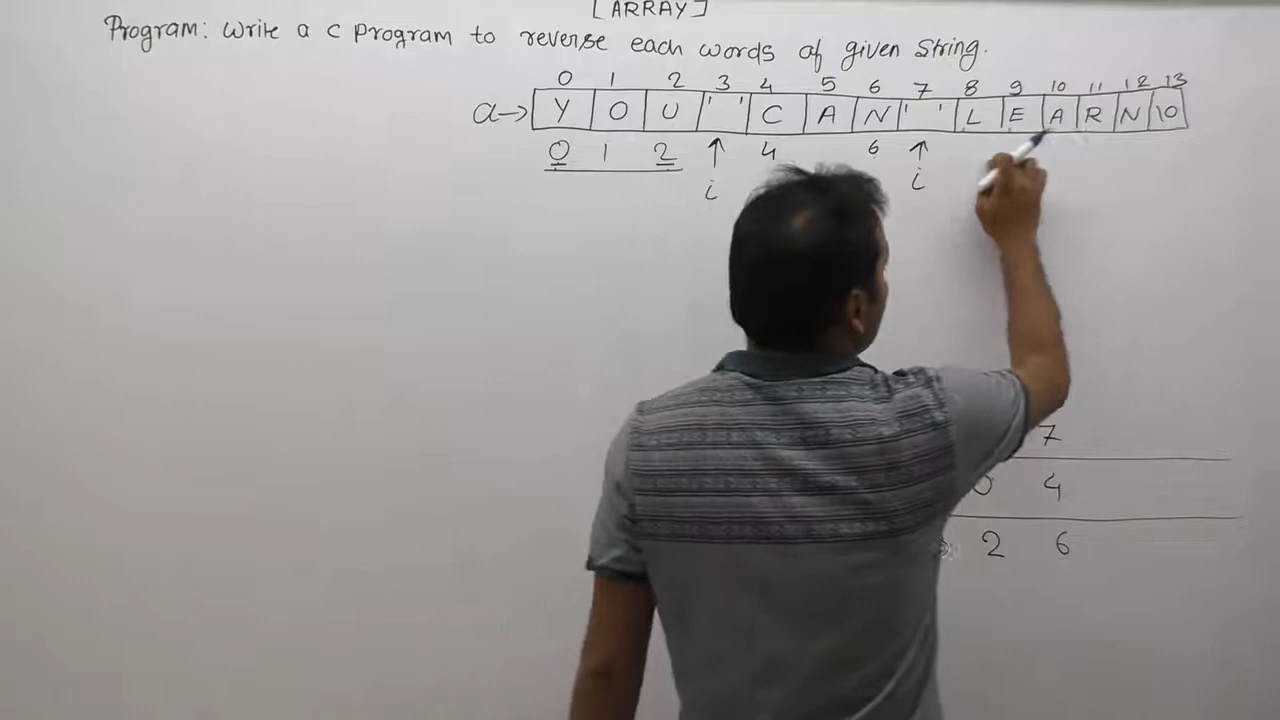 [ARRAY]
Program: Write a C program to reverse each words of given string.
0 1 2 3 4 5 6 7 8 9 10 11 12 13
a→ Y O U ' ' C A N ' ' L E A R N \0
0 1 2 ↑ 4 6 ↑
i i
7
0 4
2 6